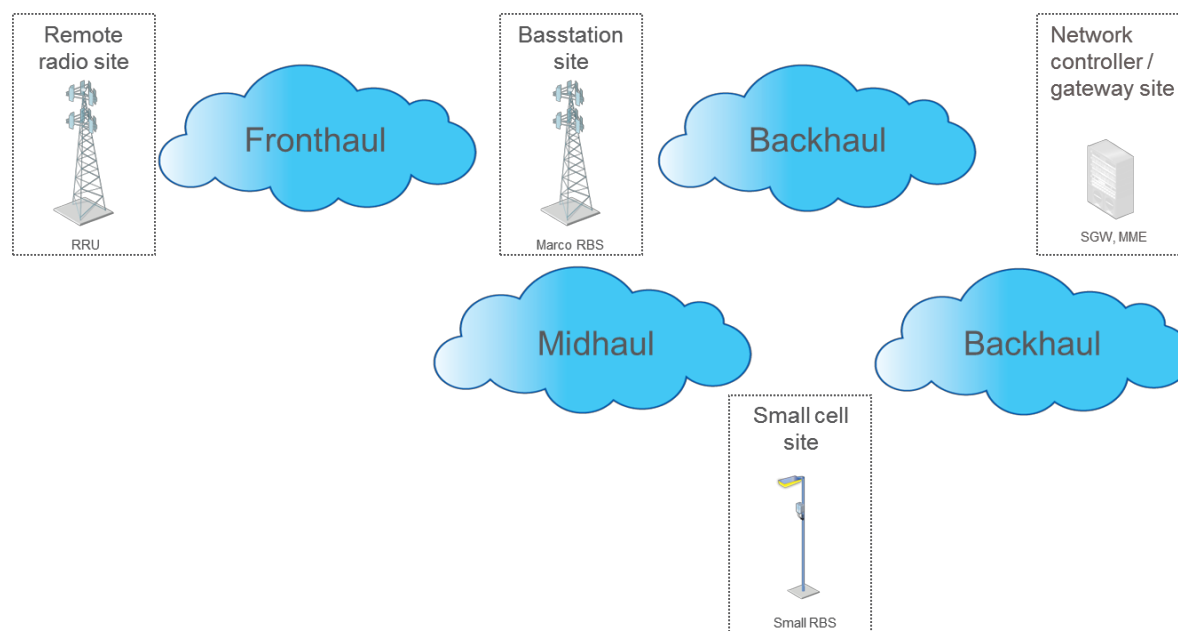 Remote
radio site
RRU
Fronthaul
Basstation
site
Marco RBS
Backhaul
Network
controller /
gateway site
SGW, MME
Midhaul
Backhaul
Small cell
site
Small RBS